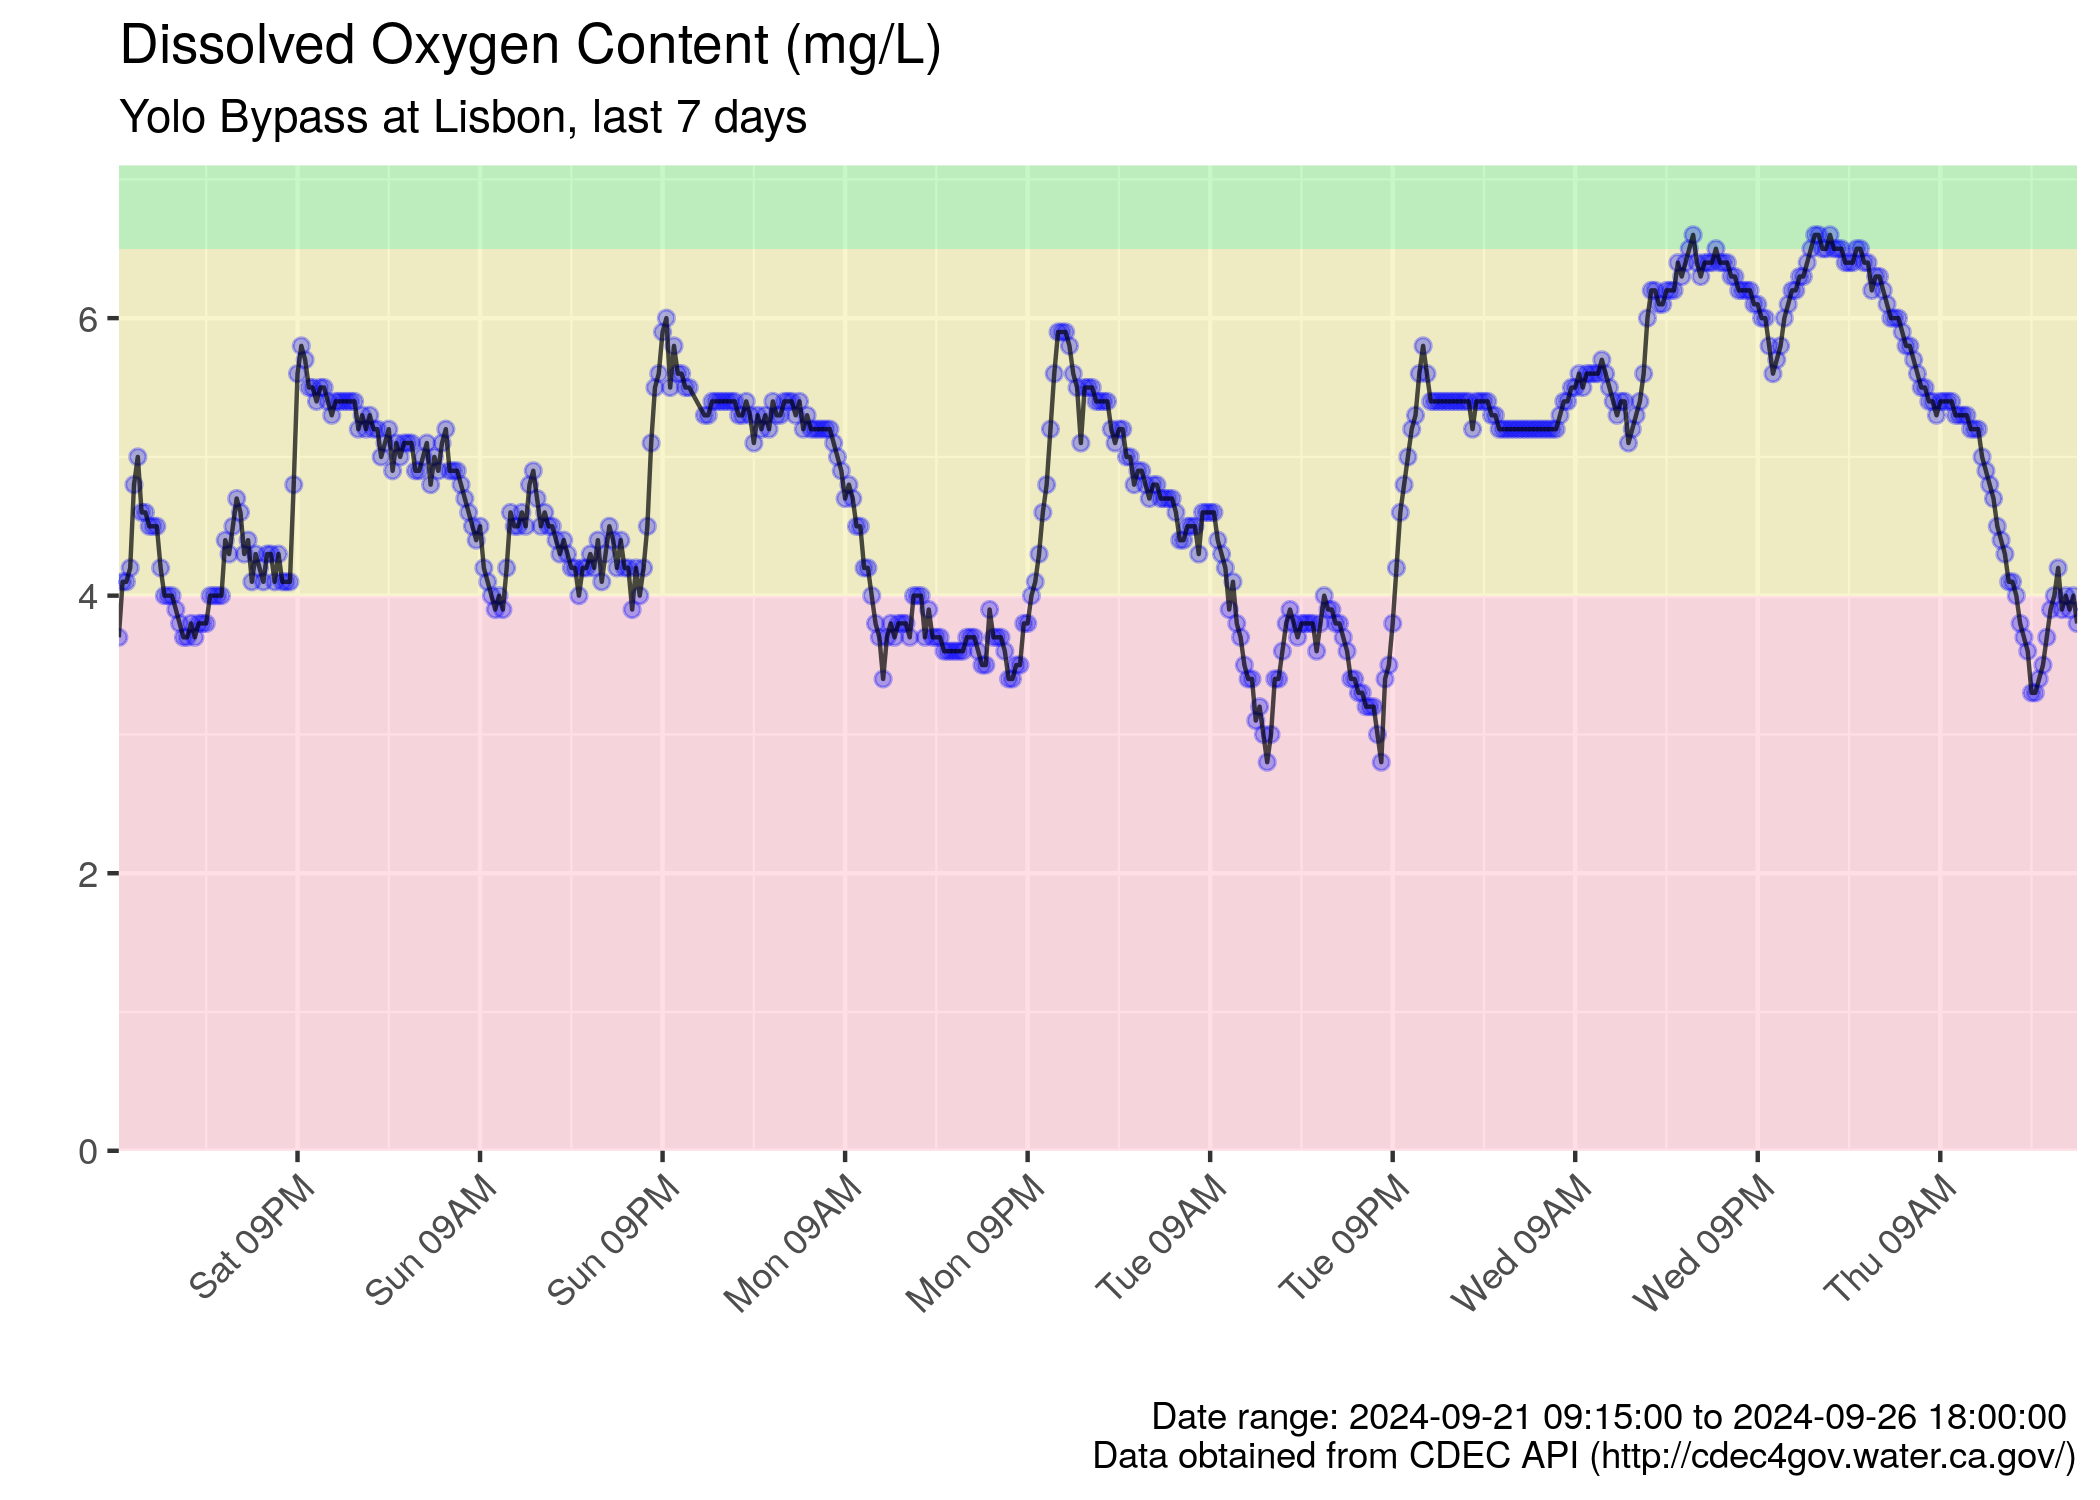 Dissolved Oxygen Content (mg/L)
Yolo Bypass at Lisbon, last 7 days
6
4
2
0
Sat 09PM
Sun 09AM
Sun 09PM
Mon 09AM
Mon 09PM
Tue 09AM
Tue 09PM
Wed 09AM
Wed 09PM
Thu 09AM
Date range: 2024-09-21 09:15:00 to 2024-09-26 18:00:00
Data obtained from CDEC API (http://cdec4gov.water.ca.gov/)